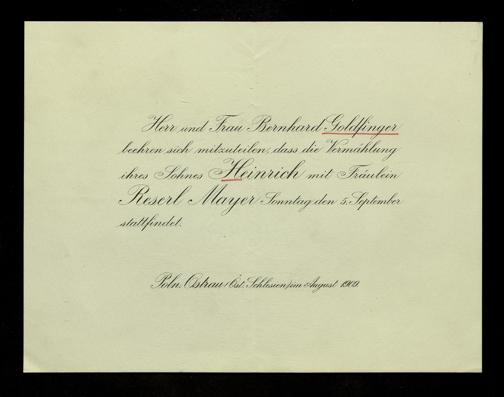 Herr und Frau Bernhard Goldfinger
beehren sich mitzuteilen, dass die Vermählung
ihres Sohnes Heinrich mit Fräulein
Reserl Mayer Sonntag den 5. September
stattfindet.
Poln. Ostrau (Öst. Schlesien) im August 1909.